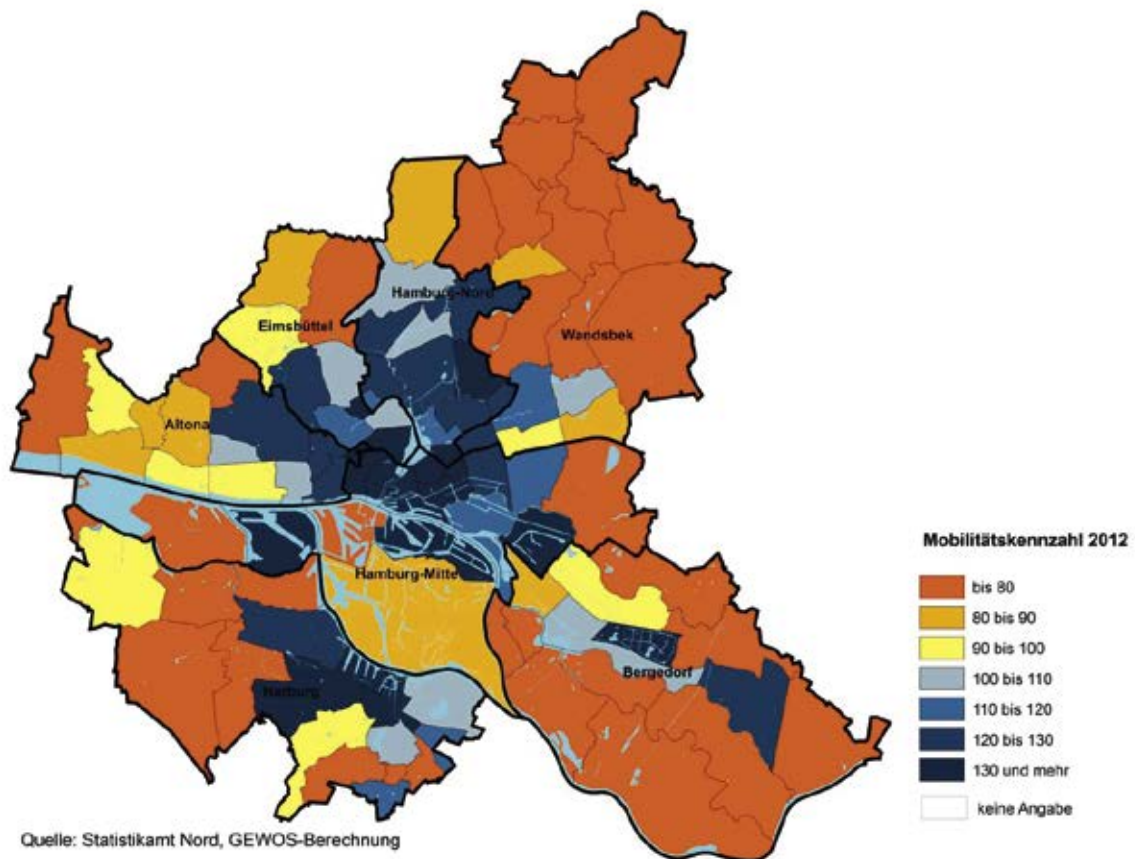 Hamburg-Nord
Eimsbüttel
Wandsbek
Altona
Hamburg-Mitte
Bergedorf
Harburg
Mobilitätskennzahl 2012
bis 80
80 bis 90
90 bis 100
100 bis 110
110 bis 120
120 bis 130
130 und mehr
keine Angabe
Quelle: Statistikamt Nord, GEWOS-Berechnung